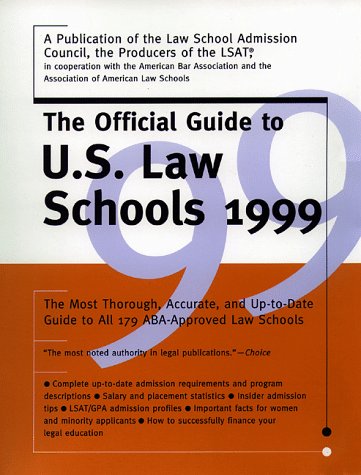 A Publication of the Law School Admission
Council, the Producers of the LSAT®,
in cooperation with the American Bar Association and the
Association of American Law Schools
99
The Official Guide to
U.S. Law
Schools 1999
The Most Thorough, Accurate, and Up-to-Date
Guide to All 179 ABA-Approved Law Schools
“The most noted authority in legal publications.”—Choice
• Complete up-to-date admission requirements and program
descriptions • Salary and placement statistics • Insider admission
tips • LSAT/GPA admission profiles • Important facts for women
and minority applicants • How to successfully finance your
legal education